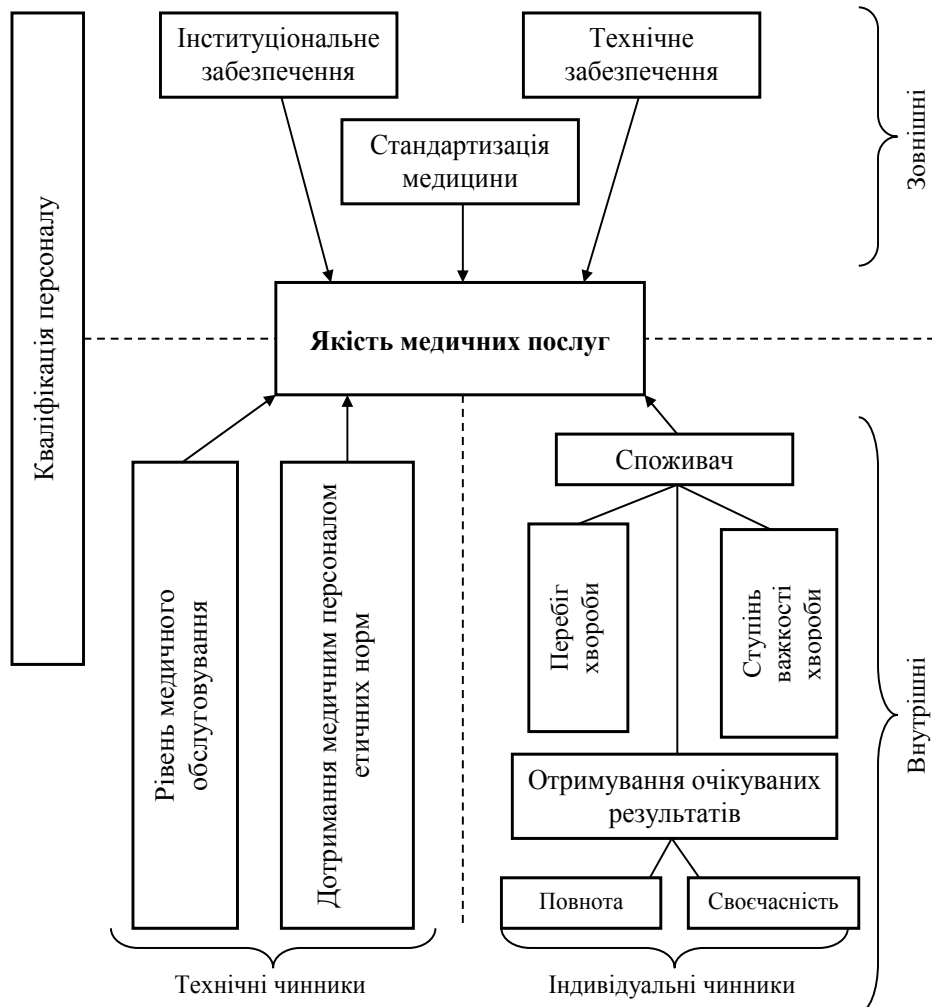 Інституціональне
забезпечення
Технічне
забезпечення
Зовнішні
Стандартизація
медицини
Кваліфікація персоналу
Якість медичних послуг
Рівень медичного
обслуговування
Дотримання медичним персоналом
етичних норм
Споживач
Перебіг
хвороби
Ступінь
важкості
хвороби
Внутрішні
Отримування очікуваних
результатів
Повнота
Своєчасність
Технічні чинники
Індивідуальні чинники